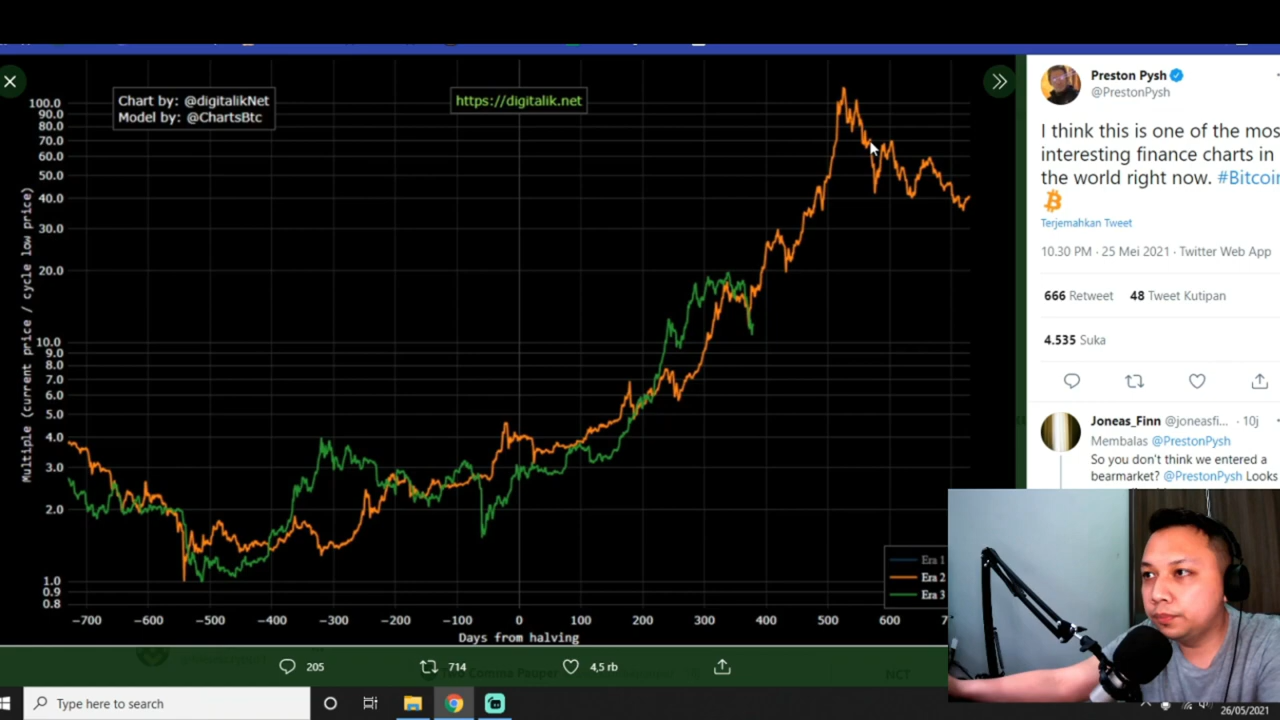 Chart by: @digitalikNet
Model by: @ChartsBtc
https://digitalik.net
100.0
90.0
80.0
70.0
60.0
50.0
40.0
30.0
20.0
10.0
9.0
8.0
7.0
6.0
5.0
4.0
3.0
2.0
1.0
0.9
0.8
Multiple (current price / cycle low price)
−700 −600 −500 −400 −300 −200 −100 0 100 200 300 400 500 600
Days from halving
Era 1
Era 2
Era 3
205
714
4,5 rb
Preston Pysh
@PrestonPysh
I think this is one of the mos
interesting finance charts in
the world right now. #Bitcoin
Terjemahkan Tweet
10.30 PM · 25 Mei 2021 · Twitter Web App
666 Retweet 48 Tweet Kutipan
4.535 Suka
Joneas_Finn @joneasfi... · 10j
Membalas @PrestonPysh
So you don't think we entered a
bearmarket? @PrestonPysh Looks
Type here to search
26/05/2021